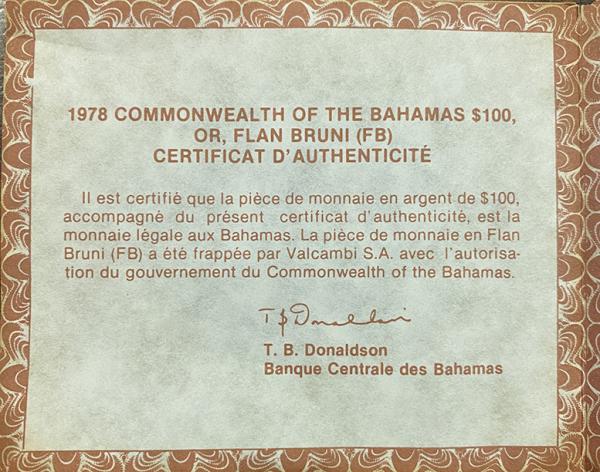 1978 COMMONWEALTH OF THE BAHAMAS $100,
OR, FLAN BRUNI (FB)
CERTIFICAT D'AUTHENTICITÉ
Il est certifié que la pièce de monnaie en argent de $100,
accompagné du présent certificat d'authenticité, est la
monnaie légale aux Bahamas. La pièce de monnaie en Flan
Bruni (FB) a été frappée par Valcambi S.A. avec l'autorisa-
tion du gouvernement du Commonwealth of the Bahamas.
T B Donaldson
T. B. Donaldson
Banque Centrale des Bahamas